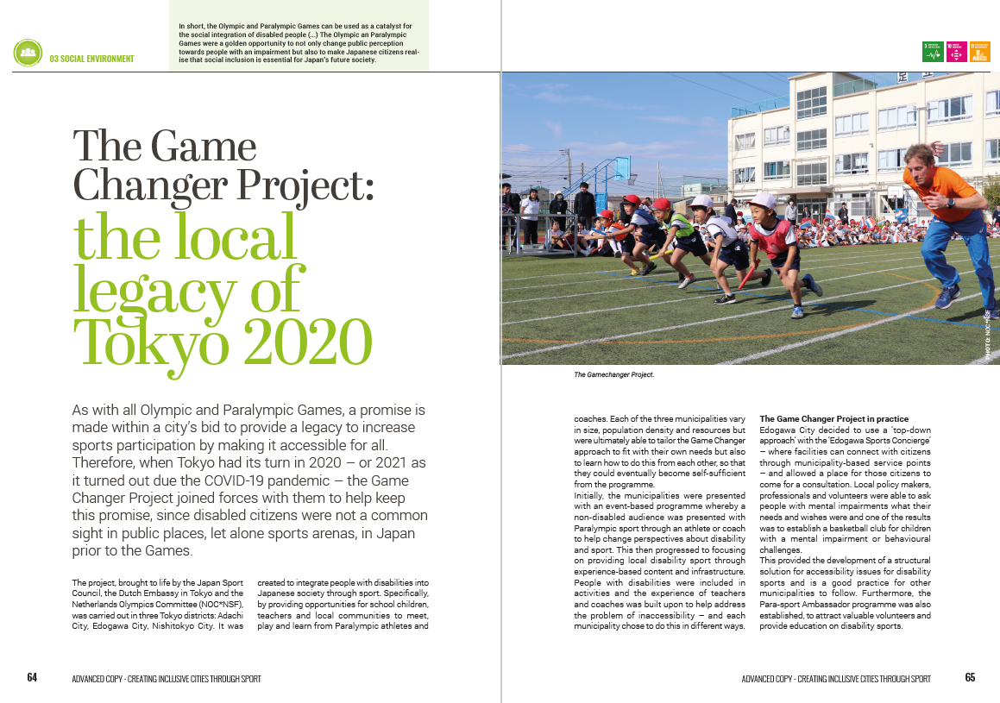 In short, the Olympic and Paralympic Games can be used as a catalyst for
the social integration of disabled people (...) The Olympic an Paralympic
Games were a golden opportunity to not only change public perception
towards people with an impairment but also to make Japanese citizens real-
ise that social inclusion is essential for Japan's future society.
03 SOCIAL ENVIRONMENT
The Game
Changer Project:
the local
legacy of
Tokyo 2020
As with all Olympic and Paralympic Games, a promise is
made within a city's bid to provide a legacy to increase
sports participation by making it accessible for all.
Therefore, when Tokyo had its turn in 2020 – or 2021 as
it turned out due the COVID-19 pandemic – the Game
Changer Project joined forces with them to help keep
this promise, since disabled citizens were not a common
sight in public places, let alone sports arenas, in Japan
prior to the Games.
The project, brought to life by the Japan Sport
Council, the Dutch Embassy in Tokyo and the
Netherlands Olympics Committee (NOC*NSF),
was carried out in three Tokyo districts: Adachi
City, Edogawa City, Nishitokyo City. It was
created to integrate people with disabilities into
Japanese society through sport. Specifically,
by providing opportunities for school children,
teachers and local communities to meet,
play and learn from Paralympic athletes and
64
ADVANCED COPY - CREATING INCLUSIVE CITIES THROUGH SPORT
3
10
11
PHOTO: NOC*NSF
The Gamechanger Project.
coaches. Each of the three municipalities vary
in size, population density and resources but
were ultimately able to tailor the Game Changer
approach to fit with their own needs but also
to learn how to do this from each other, so that
they could eventually become self-sufficient
from the programme.
Initially, the municipalities were presented
with an event-based programme whereby a
non-disabled audience was presented with
Paralympic sport through an athlete or coach
to help change perspectives about disability
and sport. This then progressed to focusing
on providing local disability sport through
experience-based content and infrastructure.
People with disabilities were included in
activities and the experience of teachers
and coaches was built upon to help address
the problem of inaccessibility – and each
municipality chose to do this in different ways.
The Game Changer Project in practice
Edogawa City decided to use a 'top-down
approach' with the 'Edogawa Sports Concierge'
– where facilities can connect with citizens
through municipality-based service points
– and allowed a place for those citizens to
come for a consultation. Local policy makers,
professionals and volunteers were able to ask
people with mental impairments what their
needs and wishes were and one of the results
was to establish a basketball club for children
with a mental impairment or behavioural
challenges.
This provided the development of a structural
solution for accessibility issues for disability
sports and is a good practice for other
municipalities to follow. Furthermore, the
Para-sport Ambassador programme was also
established, to attract valuable volunteers and
provide education on disability sports.
ADVANCED COPY - CREATING INCLUSIVE CITIES THROUGH SPORT
65